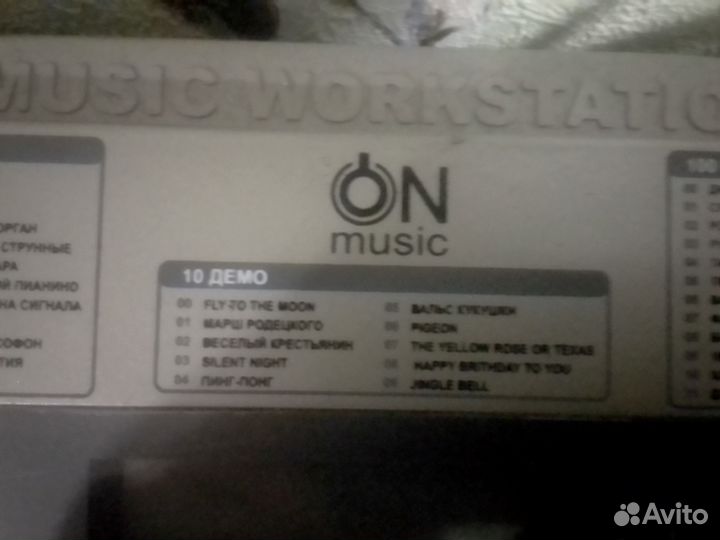 MUSIC WORKSTATIO
ON
music
ОРГАН
СТРУННЫЕ
АРА
Й ПИАНИНО
НА СИГНАЛА
СОФОН
ТИЯ
10 ДЕМО
00 FLY-TO THE MOON
01 МАРШ РОДЕЦКОГО
02 ВЕСЕЛЫЙ КРЕСТЬЯНИН
03 SILENT NIGHT
04 ПИНГ-ПОНГ
05 ВАЛЬС КУКУШКИ
06 PIGEON
07 THE YELLOW ROSE OR TEXAS
08 HAPPY BRITHDAY TO YOU
09 JINGLE BELL
100
Avito